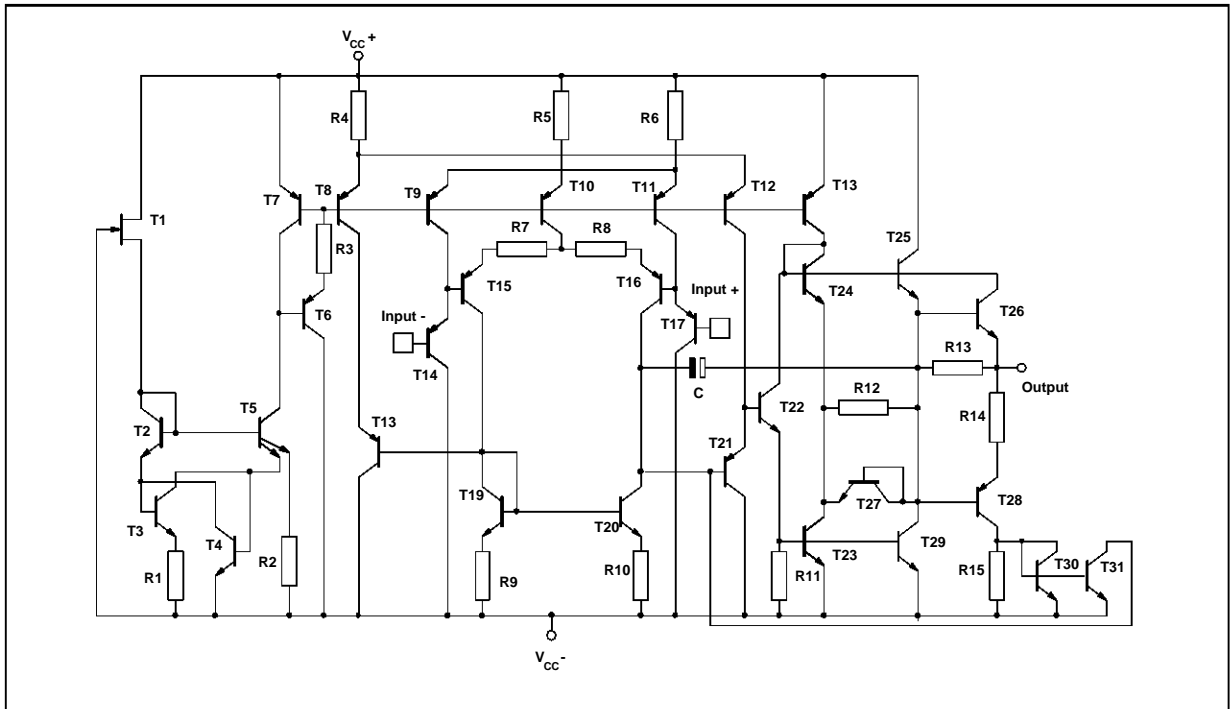 VCC+
R4
R5
R6
T7
T8
T9
T10
T11
T12
T13
T1
R3
R7
R8
T25
T15
T16
T24
T6
Input +
T26
Input -
T17
T14
R13
C
Output
T5
R12
R14
T2
T13
T22
T21
T19
T27
T28
T3
T20
T4
T23
T29
T30
T31
R1
R2
R9
R10
R11
R15
VCC-